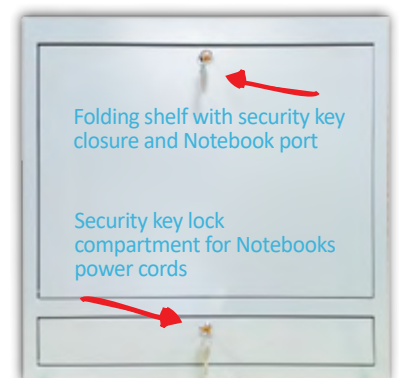 Folding shelf with security key
closure and Notebook port
Security key lock
compartment for Notebooks
power cords